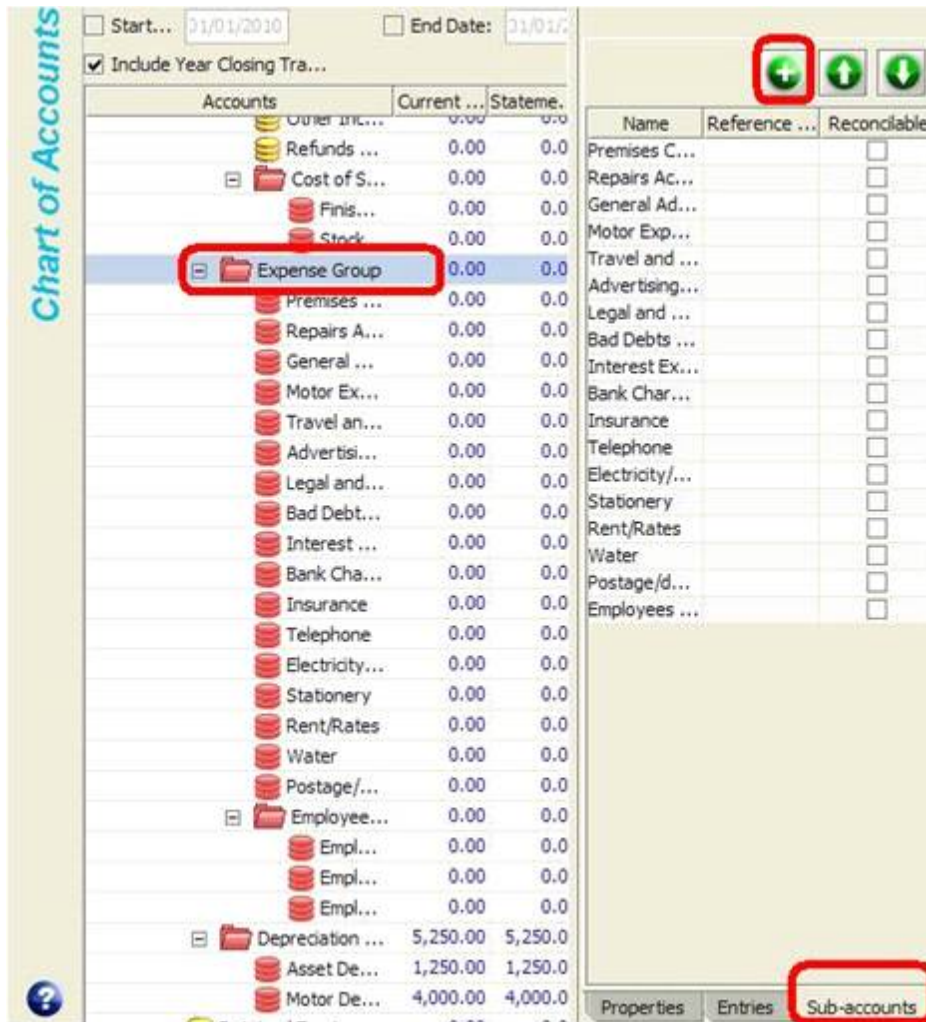 Chart of Accounts
Start... 01/01/2010 End Date: 01/01/2
Include Year Closing Tra...
Accounts Current ... Stateme.
Other Inc... 0.00 0.0
Refunds ... 0.00 0.0
Cost of S... 0.00 0.0
Finis... 0.00 0.0
Stock 0.00 0.0
Expense Group 0.00 0.0
Premises ... 0.00 0.0
Repairs A... 0.00 0.0
General ... 0.00 0.0
Motor Ex... 0.00 0.0
Travel an... 0.00 0.0
Advertisi... 0.00 0.0
Legal and... 0.00 0.0
Bad Debt... 0.00 0.0
Interest ... 0.00 0.0
Bank Cha... 0.00 0.0
Insurance 0.00 0.0
Telephone 0.00 0.0
Electricity... 0.00 0.0
Stationery 0.00 0.0
Rent/Rates 0.00 0.0
Water 0.00 0.0
Postage/... 0.00 0.0
Employee... 0.00 0.0
Empl... 0.00 0.0
Empl... 0.00 0.0
Empl... 0.00 0.0
Depreciation ... 5,250.00 5,250.0
Asset De... 1,250.00 1,250.0
Motor De... 4,000.00 4,000.0
Name Reference ... Reconcilable
Premises C...
Repairs Ac...
General Ad...
Motor Exp...
Travel and ...
Advertising...
Legal and ...
Bad Debts ...
Interest Ex...
Bank Char...
Insurance
Telephone
Electricity/...
Stationery
Rent/Rates
Water
Postage/d...
Employees ...
Properties Entries Sub-accounts